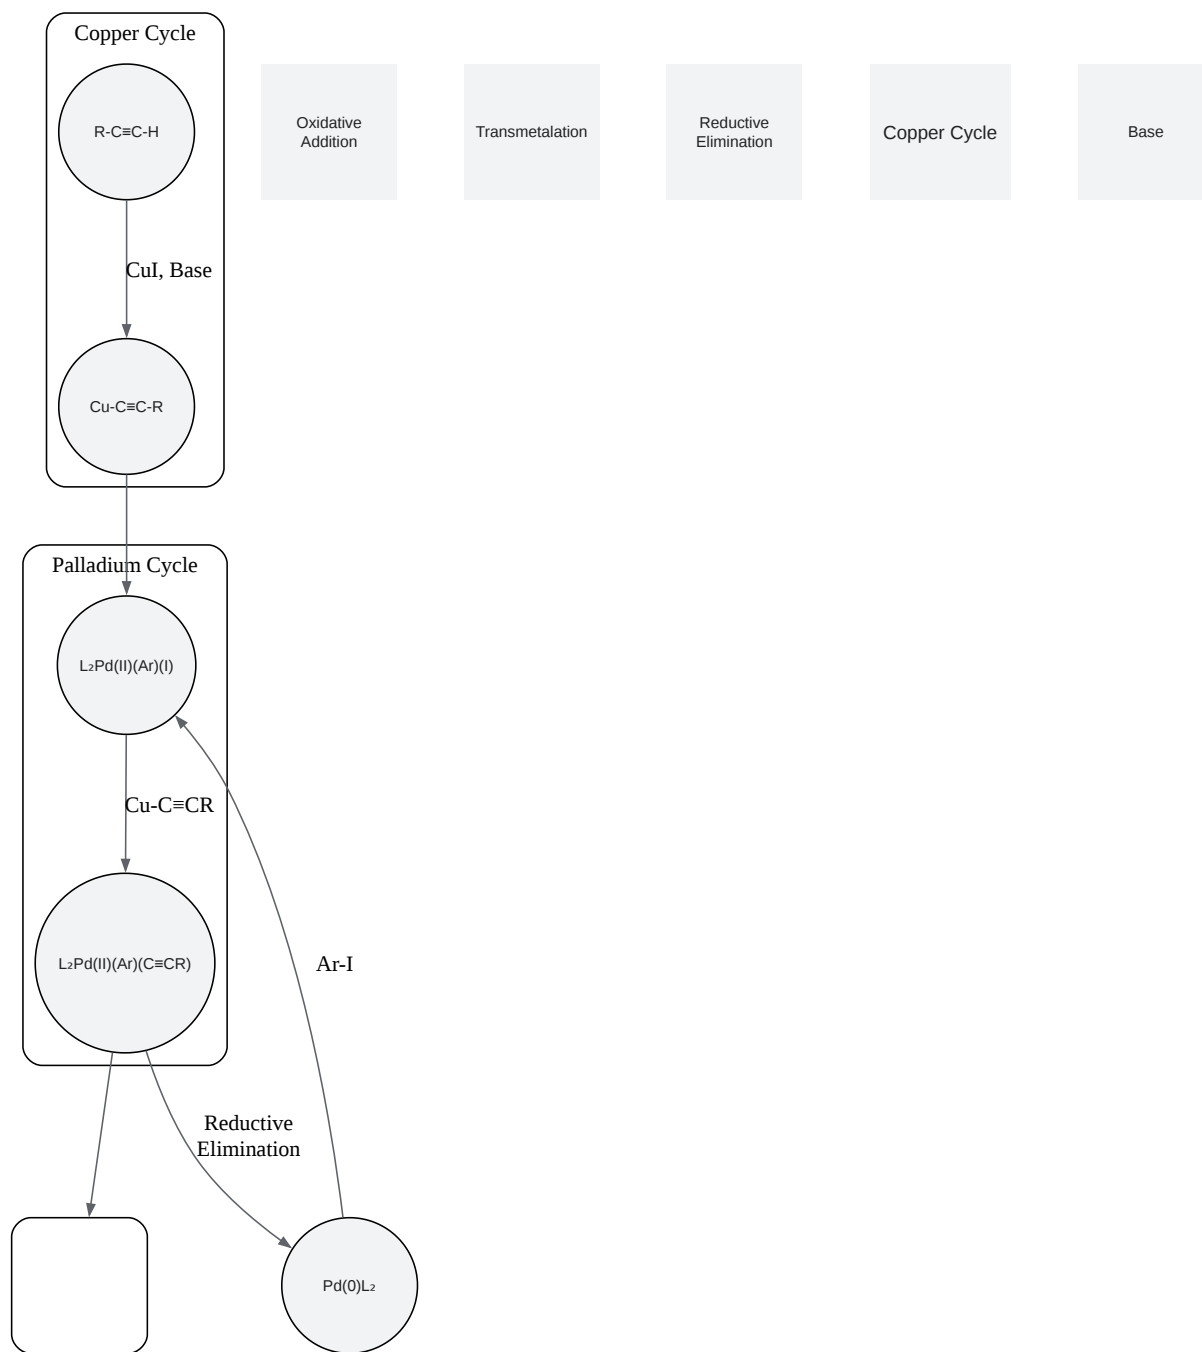 Copper Cycle
R-C≡C-H
Oxidative
Addition
Transmetalation
Reductive
Elimination
Copper Cycle
Base
CuI, Base
Cu-C≡C-R
Palladium Cycle
L₂Pd(II)(Ar)(I)
Cu-C≡CR
L₂Pd(II)(Ar)(C≡CR)
Ar-I
Reductive
Elimination
Pd(0)L₂